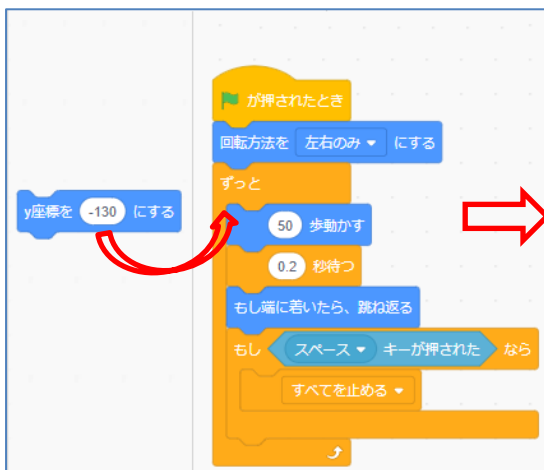 が押されたとき
回転方法を 左右のみ にする
ずっと
y座標を -130 にする
50 歩動かす
0.2 秒待つ
もし端に着いたら、跳ね返る
もし スペース キーが押された なら
すべてを止める